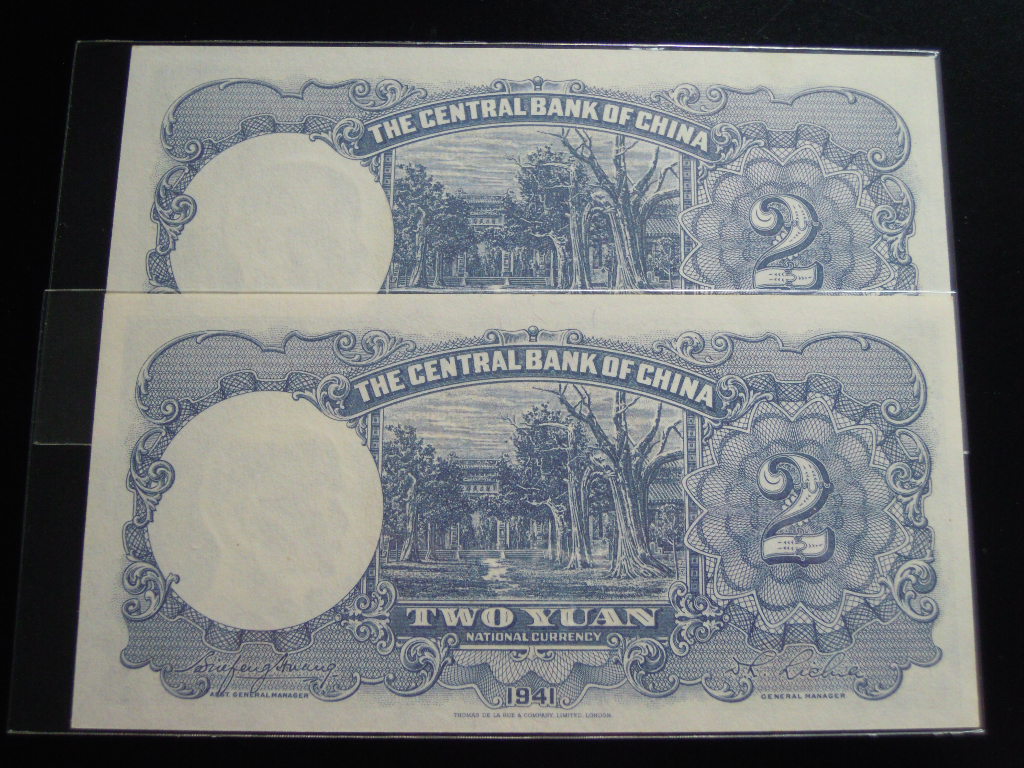 THE CENTRAL BANK OF CHINA
2
THE CENTRAL BANK OF CHINA
2
TWO YUAN
NATIONAL CURRENCY
ASST. GENERAL MANAGER
GENERAL MANAGER
1941
THOMAS DE LA RUE & COMPANY, LIMITED, LONDON.